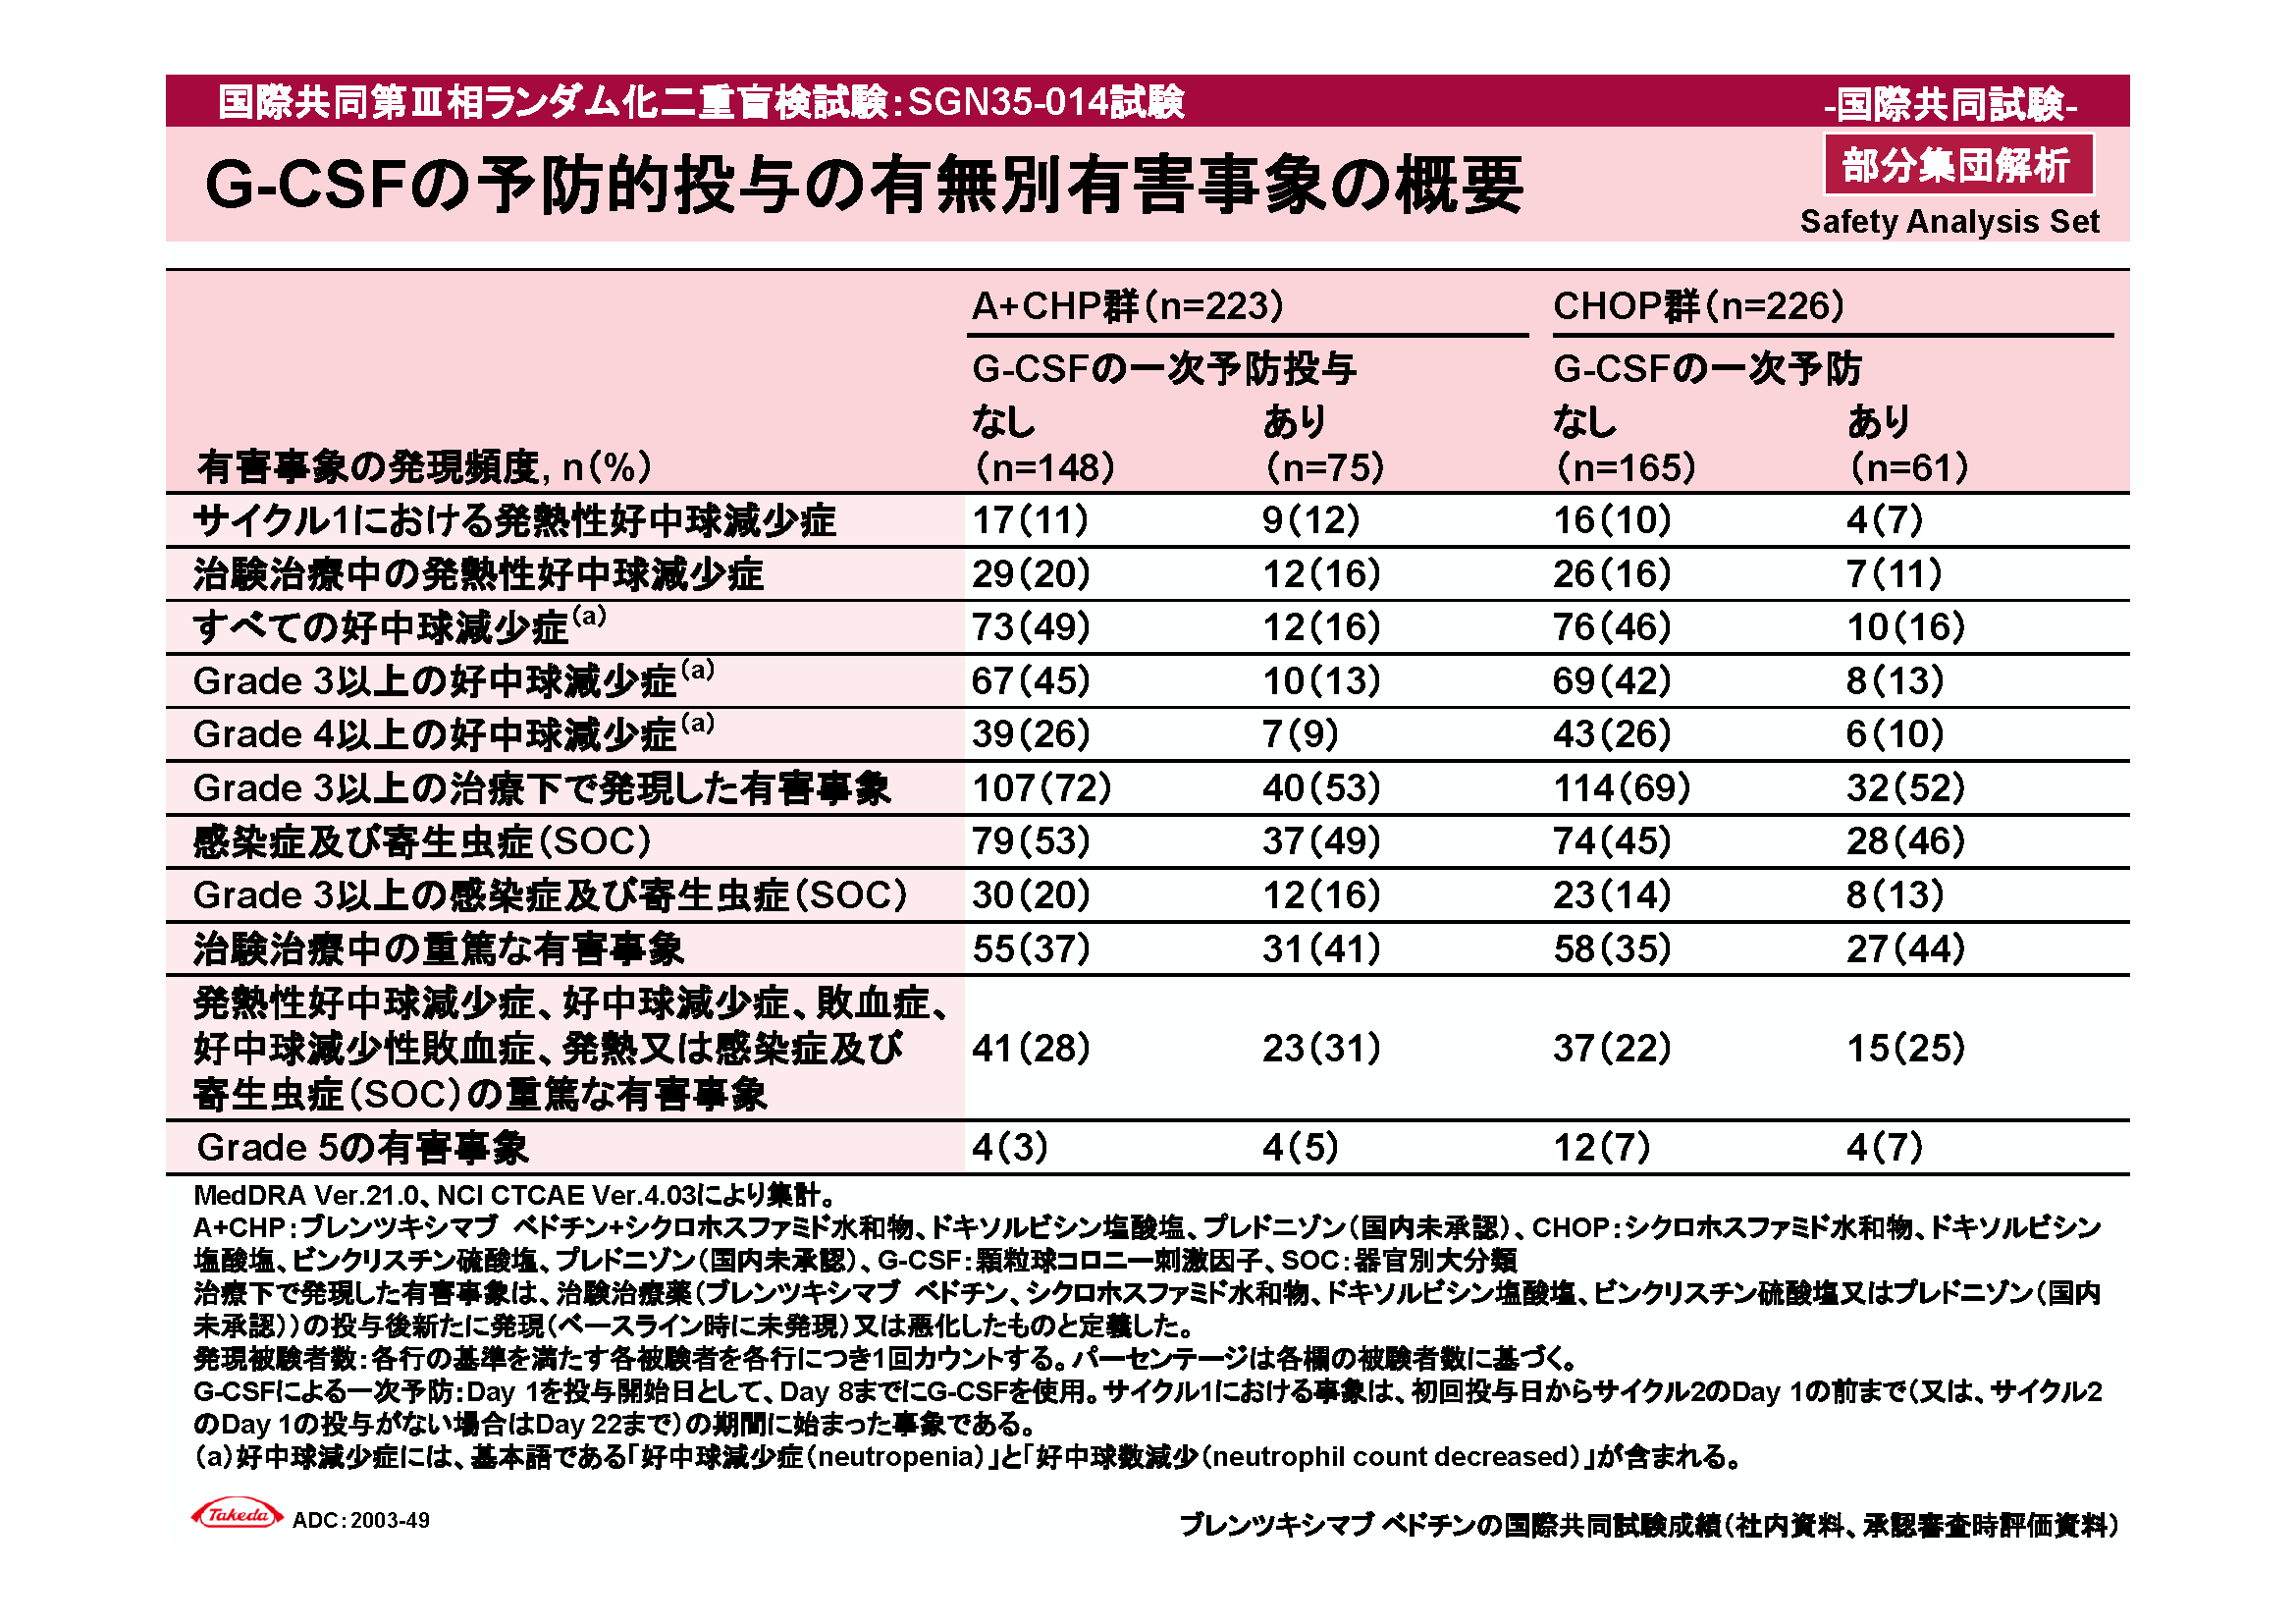 国際共同第Ⅲ相ランダム化二重盲検試験：SGN35-014試験
-国際共同試験-
G-CSFの予防的投与の有無別有害事象の概要
部分集団解析
Safety Analysis Set
A+CHP群（n=223） CHOP群（n=226）
G-CSFの一次予防投与 G-CSFの一次予防
なし あり なし あり
有害事象の発現頻度, n（%） （n=148） （n=75） （n=165） （n=61）
サイクル1における発熱性好中球減少症 17（11） 9（12） 16（10） 4（7）
治験治療中の発熱性好中球減少症 29（20） 12（16） 26（16） 7（11）
すべての好中球減少症（a） 73（49） 12（16） 76（46） 10（16）
Grade 3以上の好中球減少症（a） 67（45） 10（13） 69（42） 8（13）
Grade 4以上の好中球減少症（a） 39（26） 7（9） 43（26） 6（10）
Grade 3以上の治療下で発現した有害事象 107（72） 40（53） 114（69） 32（52）
感染症及び寄生虫症（SOC） 79（53） 37（49） 74（45） 28（46）
Grade 3以上の感染症及び寄生虫症（SOC） 30（20） 12（16） 23（14） 8（13）
治験治療中の重篤な有害事象 55（37） 31（41） 58（35） 27（44）
発熱性好中球減少症、好中球減少症、敗血症、
好中球減少性敗血症、発熱又は感染症及び 41（28） 23（31） 37（22） 15（25）
寄生虫症（SOC）の重篤な有害事象
Grade 5の有害事象 4（3） 4（5） 12（7） 4（7）
MedDRA Ver.21.0、NCI CTCAE Ver.4.03により集計。
A+CHP：ブレンツキシマブ ベドチン+シクロホスファミド水和物、ドキソルビシン塩酸塩、プレドニゾン（国内未承認）、CHOP：シクロホスファミド水和物、ドキソルビシン
塩酸塩、ビンクリスチン硫酸塩、プレドニゾン（国内未承認）、G-CSF：顆粒球コロニー刺激因子、SOC：器官別大分類
治療下で発現した有害事象は、治験治療薬（ブレンツキシマブ ベドチン、シクロホスファミド水和物、ドキソルビシン塩酸塩、ビンクリスチン硫酸塩又はプレドニゾン（国内
未承認））の投与後新たに発現（ベースライン時に未発現）又は悪化したものと定義した。
発現被験者数：各行の基準を満たす各被験者を各行につき1回カウントする。パーセンテージは各欄の被験者数に基づく。
G-CSFによる一次予防：Day 1を投与開始日として、Day 8までにG-CSFを使用。サイクル1における事象は、初回投与日からサイクル2のDay 1の前まで（又は、サイクル2
のDay 1の投与がない場合はDay 22まで）の期間に始まった事象である。
（a）好中球減少症には、基本語である「好中球減少症（neutropenia）」と「好中球数減少（neutrophil count decreased）」が含まれる。
Takeda ADC：2003-49
ブレンツキシマブ ベドチンの国際共同試験成績（社内資料、承認審査時評価資料）